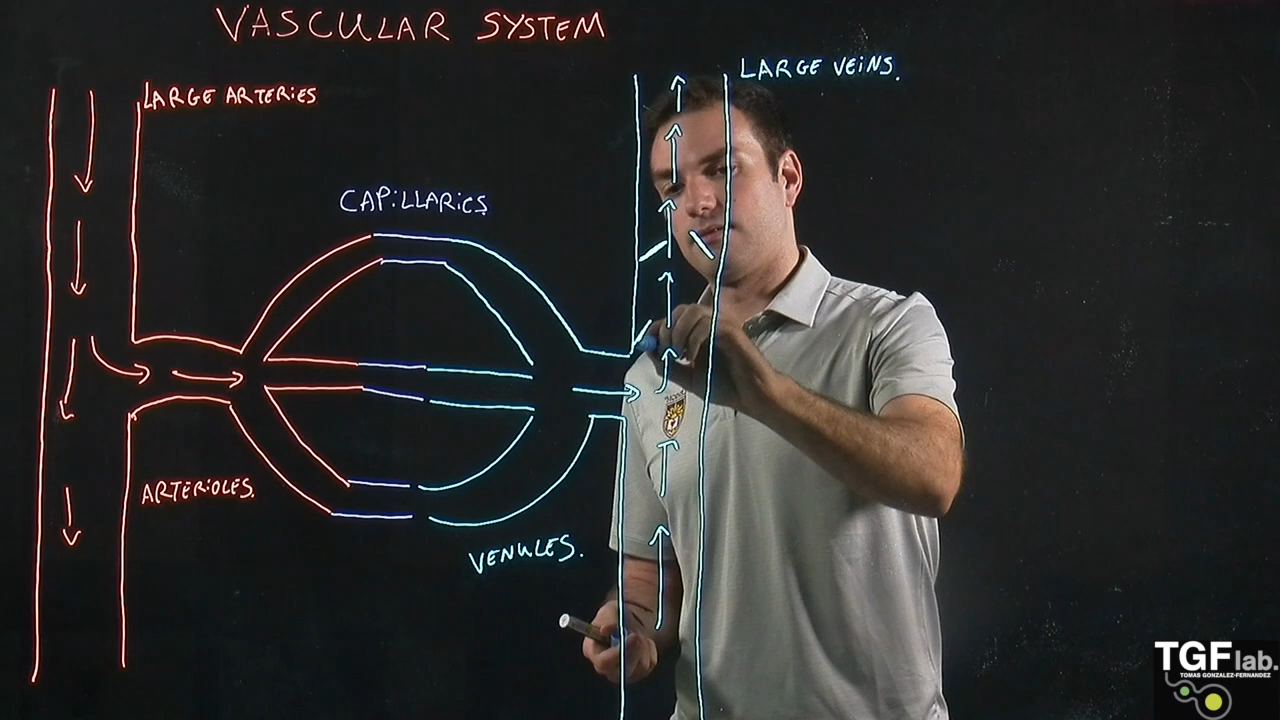 VASCULAR SYSTEM
LARGE VEINS.
LARGE ARTERIES
CAPILLARIES
ARTERIOLES.
VENULES.
TGF lab.
TOMAS GONZALEZ-FERNANDEZ